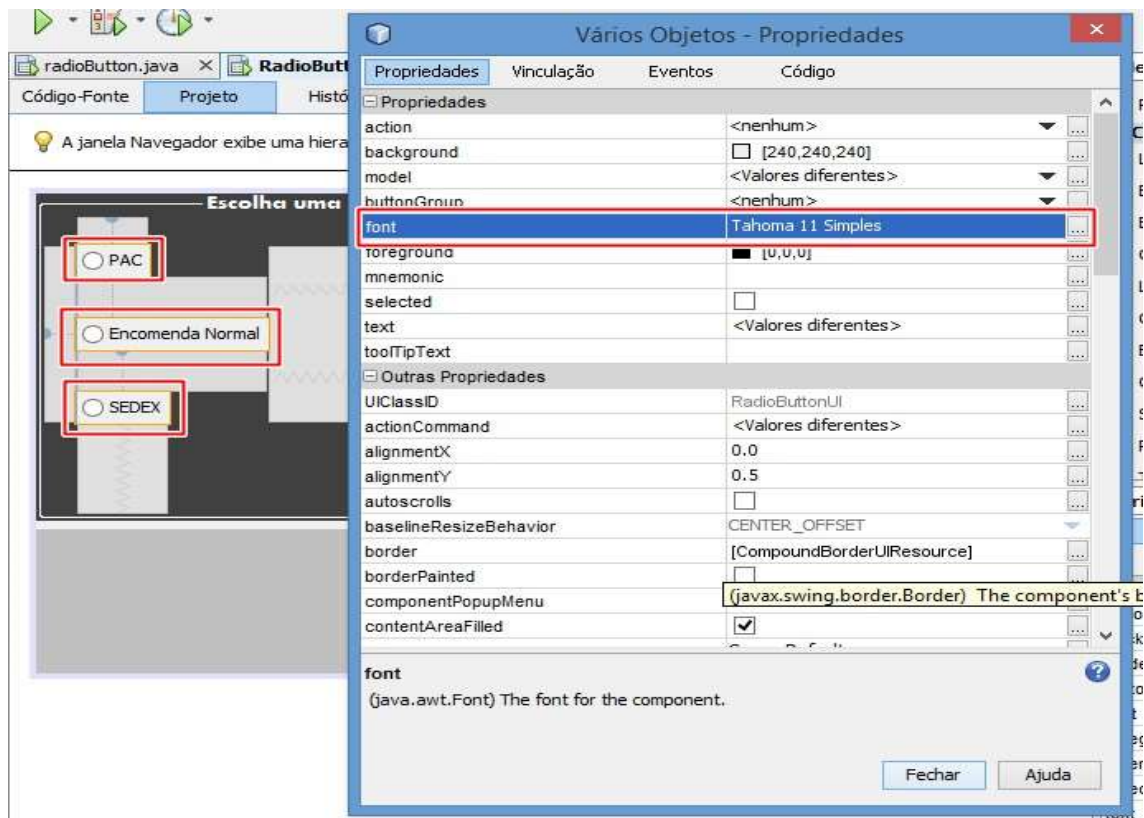 Vários Objetos - Propriedades
radioButton.java
Propriedades Vinculação Eventos Código
Código-Fonte Projeto
A janela Navegador exibe uma
Escolha uma
PAC
Encomenda Normal
SEDEX
Propriedades
action <nenhum> ...
background [240,240,240] ...
model <Valores diferentes> ...
buttonGroup <nenhum> ...
font Tahoma 11 Simples ...
foreground [0,0,0] ...
mnemonic ...
selected
text <Valores diferentes> ...
toolTipText ...
Outras Propriedades
UIClassID RadioButtonUI ...
actionCommand <Valores diferentes> ...
alignmentX 0.0 ...
alignmentY 0.5 ...
autoscrolls ...
baselineResizeBehavior CENTER_OFFSET
border [CompoundBorderUIResource] ...
borderPainted ...
(javax.swing.border.Border) The component's
componentPopupMenu
contentAreaFilled ...
font
(java.awt.Font) The font for the component.
Fechar Ajuda